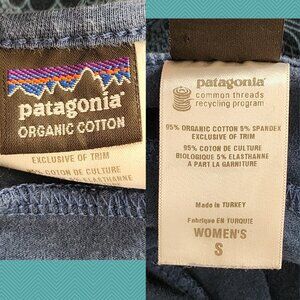 patagonia
ORGANIC COTTON
EXCLUSIVE OF TRIM
95% COTON DE CULTURE
5% ELASTHANNE
patagonia
common threads
recycling program
95% ORGANIC COTTON 5% SPANDEX
EXCLUSIVE OF TRIM
95% COTON DE CULTURE
BIOLOGIQUE 5% ELASTHANNE
A PART LA GARNITURE
Made in TURKEY
Fabriqué EN TURQUIE
WOMEN'S
S